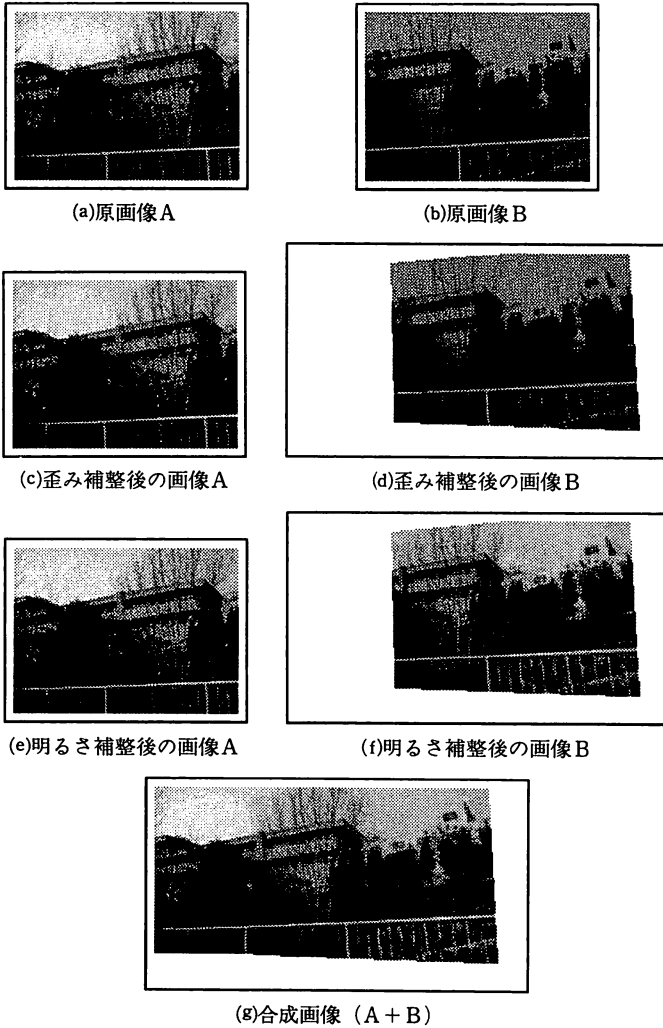 (a)原画像A
(b)原画像B
(c)歪み補整後の画像A
(d)歪み補整後の画像B
(e)明るさ補整後の画像A
(f)明るさ補整後の画像B
(g)合成画像（A＋B）